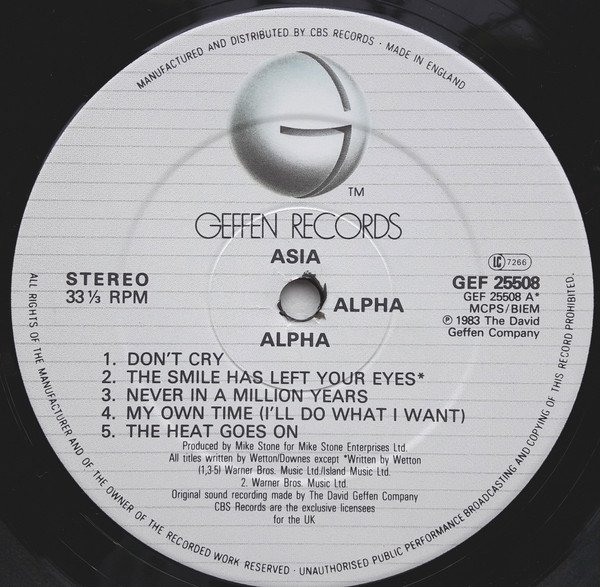 MANUFACTURED AND DISTRIBUTED BY CBS RECORDS · MADE IN ENGLAND
G
TM
GEFFEN RECORDS
ASIA
STEREO
33⅓ RPM
LC 7266
GEF 25508
GEF 25508 A*
MCPS/BIEM
℗ 1983 The David
Geffen Company
ALPHA
ALPHA
1. DON'T CRY
2. THE SMILE HAS LEFT YOUR EYES*
3. NEVER IN A MILLION YEARS
4. MY OWN TIME (I'LL DO WHAT I WANT)
5. THE HEAT GOES ON
Produced by Mike Stone for Mike Stone Enterprises Ltd.
All titles written by Wetton/Downes except *Written by Wetton
(1,3-5) Warner Bros. Music Ltd./Island Music Ltd.
2. Warner Bros. Music Ltd.
Original sound recording made by The David Geffen Company
CBS Records are the exclusive licensees
for the UK
ALL RIGHTS OF THE MANUFACTURER AND OF THE OWNER OF THE RECORDED WORK RESERVED · UNAUTHORISED PUBLIC PERFORMANCE BROADCASTING AND COPYING OF THIS RECORD PROHIBITED.